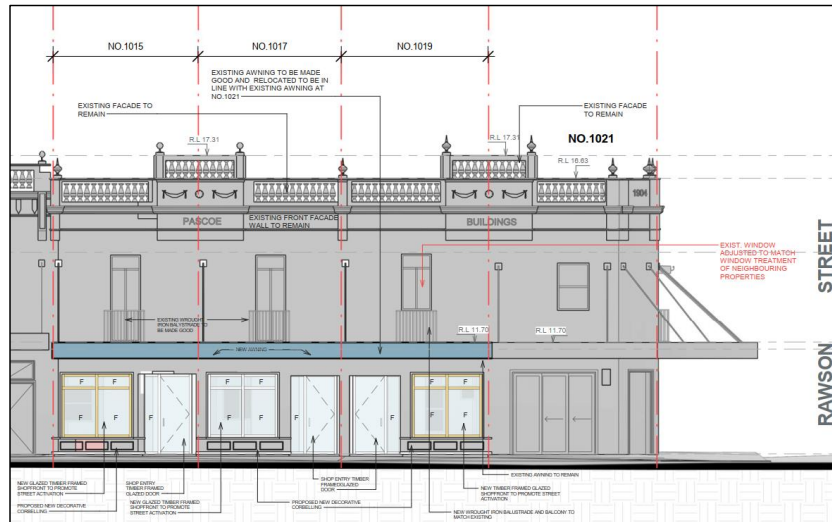 NO.1015
NO.1017
NO.1019
EXISTING AWNING TO BE MADE
GOOD AND RELOCATED TO BE IN
LINE WITH EXISTING AWNING AT
NO.1021
EXISTING FACADE TO
REMAIN
EXISTING FACADE
TO REMAIN
R.L 17.31
R.L 17.31
NO.1021
R.L 16.63
1904
PASCOE
EXISTING FRONT FACADE
WALL TO REMAIN
BUILDINGS
EXIST. WINDOW
ADJUSTED TO MATCH
WINDOW TREATMENT
OF NEIGHBOURING
PROPERTIES
EXISTING WROUGHT
IRON BALYSTRADE TO
BE MADE GOOD
R.L 11.70
R.L 11.70
NEW AWNING
RAWSON STREET
F F
F F
F
F
F F
F F
F
F
F F
F F
EXISTING AWNING TO REMAIN
NEW GLAZED TIMBER FRAMED
SHOPFRONT TO PROMOTE
STREET ACTIVATION
PROPOSED NEW DECORATIVE
CORBELLING
SHOP ENTRY
TIMBER FRAMED
GLAZED DOOR
NEW GLAZED TIMBER FRAMED
SHOPFRONT TO PROMOTE
STREET ACTIVATION
PROPOSED NEW DECORATIVE
CORBELLING
SHOP ENTRY TIMBER
FRAMEDGLAZED
DOOR
PROPOSED NEW DECORATIVE
CORBELLING
NEW TIMBER FRAMED GLAZED
SHOPFRONT TO PROMOTE STREET
ACTIVATION
NEW WROUGHT IRON BALUSTRADE AND BALCONY TO
MATCH EXISTING